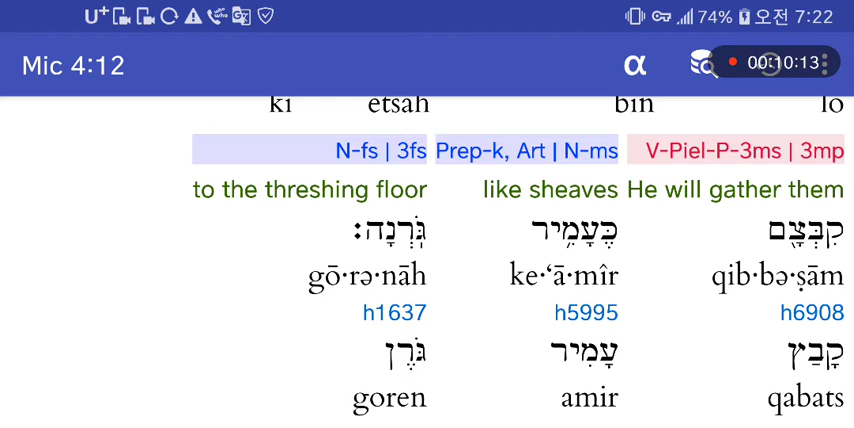 U+ 74% 오전 7:22
Mic 4:12 α 00:10:13
ki etsah bin lo
N-fs | 3fs Prep-k, Art | N-ms V-Piel-P-3ms | 3mp
to the threshing floor like sheaves He will gather them
קִבְּצָ֖ם כֶּעָמִ֥יר גֹּֽרְנָה׃
gō·rə·nāh ke·‘ā·mîr qib·bə·ṣām
h1637 h5995 h6908
קָבַץ עָמִיר גֹּרֶן
goren amir qabats